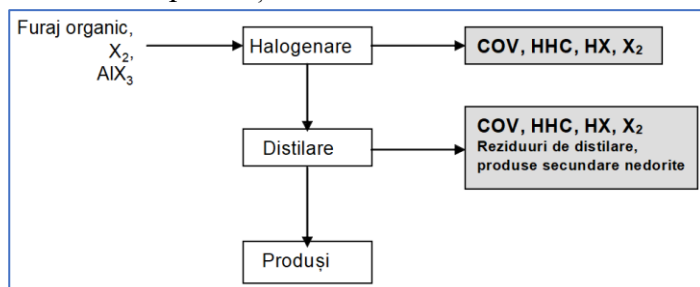 Furaj organic,
X₂,
AlX₃
Halogenare
COV, HHC, HX, X₂
Distilare
COV, HHC, HX, X₂
Reziduuri de distilare,
produse secundare nedorite
Produși